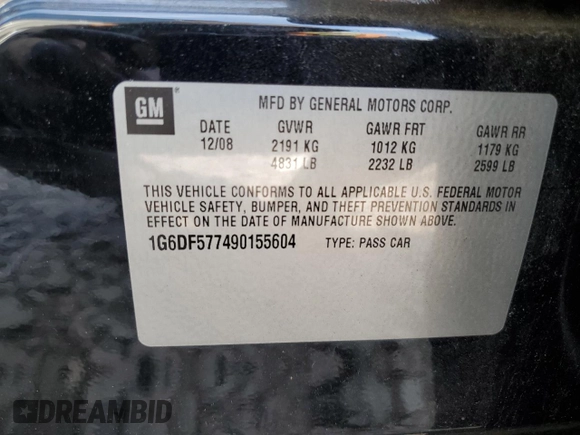 GM ®
MFD BY GENERAL MOTORS CORP.
DATE GVWR GAWR FRT GAWR RR
12/08 2191 KG 1012 KG 1179 KG
4831 LB 2232 LB 2599 LB
THIS VEHICLE CONFORMS TO ALL APPLICABLE U.S. FEDERAL MOTOR
VEHICLE SAFETY, BUMPER, AND THEFT PREVENTION STANDARDS IN
EFFECT ON THE DATE OF MANUFACTURE SHOWN ABOVE.
1G6DF577490155604 TYPE: PASS CAR
DREAMBID